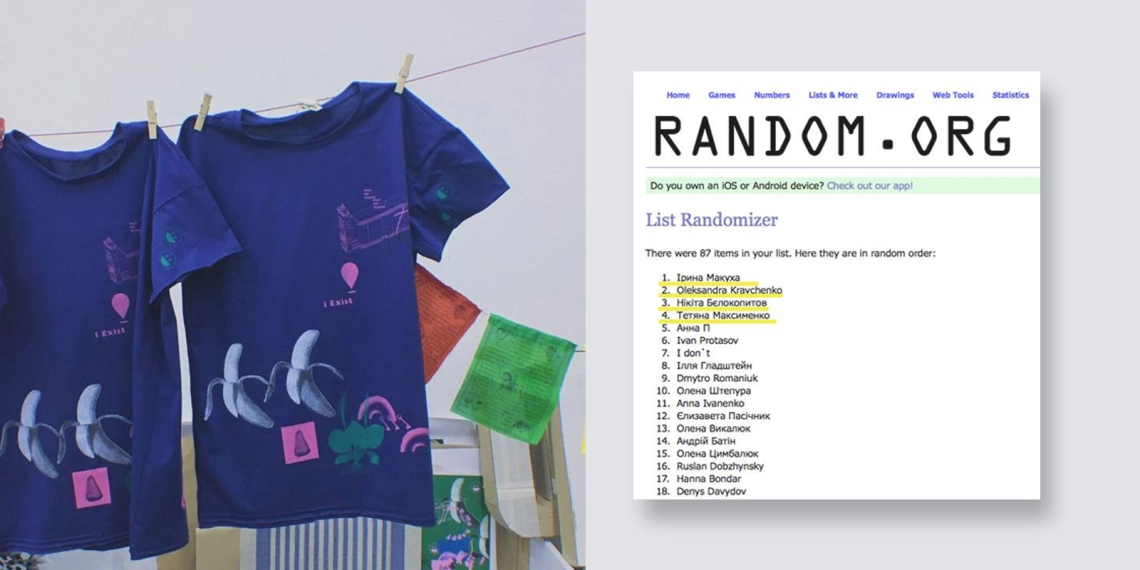 I Exist
I Exist
Home Games Numbers Lists & More Drawings Web Tools Statistics
RANDOM.ORG
Do you own an iOS or Android device? Check out our app!
List Randomizer
There were 87 items in your list. Here they are in random order:
1. Ірина Макуха
2. Oleksandra Kravchenko
3. Нікіта Бєлокопитов
4. Тетяна Максименко
5. Анна П
6. Ivan Protasov
7. I don`t
8. Ілля Гладштейн
9. Dmytro Romaniuk
10. Олена Штепура
11. Anna Ivanenko
12. Єлизавета Пасічник
13. Олена Викалюк
14. Андрій Батін
15. Олена Цимбалюк
16. Ruslan Dobzhynsky
17. Hanna Bondar
18. Denys Davydov